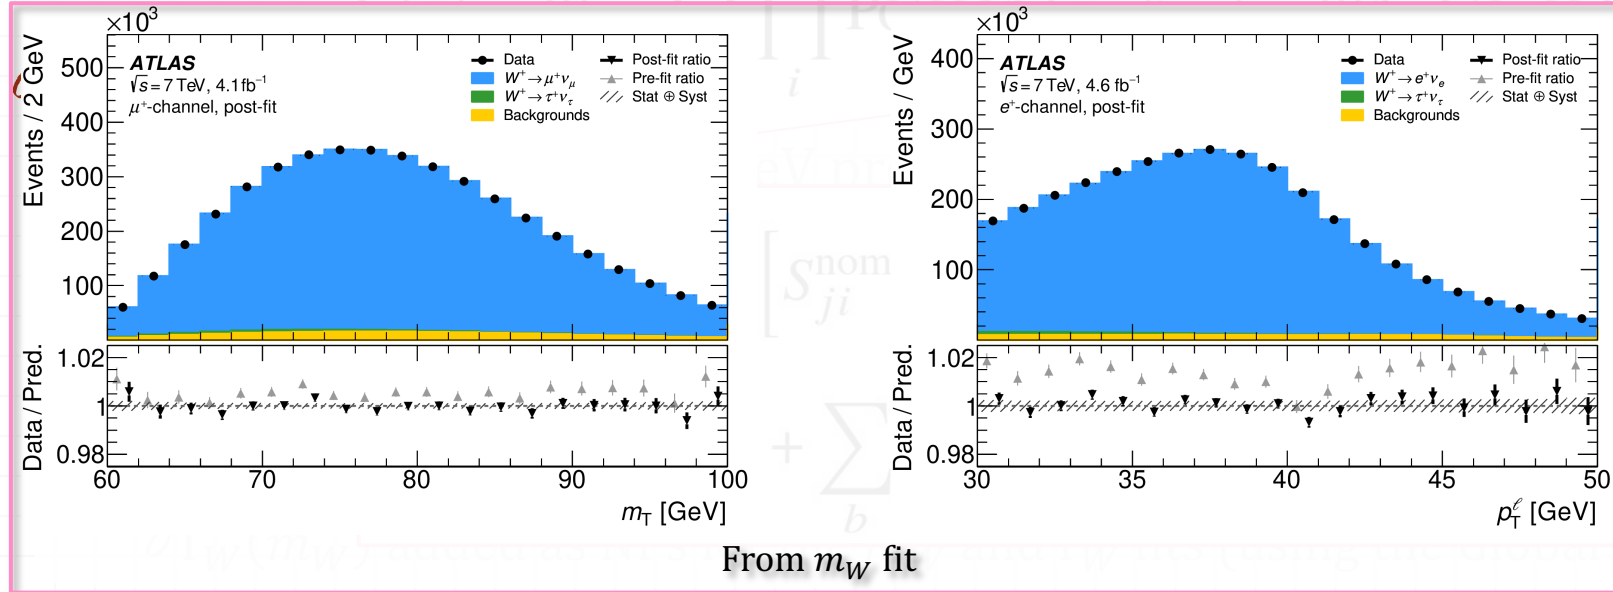 ×10³
Events / 2 GeV
500
400
300
200
100
ATLAS
√s = 7 TeV, 4.1 fb⁻¹
μ⁺-channel, post-fit
Data
W⁺→μ⁺ν_μ
W⁺→τ⁺ν_τ
Backgrounds
Post-fit ratio
Pre-fit ratio
Stat ⊕ Syst
Data / Pred.
1.02
1
0.98
60 70 80 90 100
m_T [GeV]
×10³
Events / GeV
400
300
200
100
ATLAS
√s = 7 TeV, 4.6 fb⁻¹
e⁺-channel, post-fit
Data
W⁺→e⁺ν_e
W⁺→τ⁺ν_τ
Backgrounds
Post-fit ratio
Pre-fit ratio
Stat ⊕ Syst
Data / Pred.
1.02
1
0.98
30 35 40 45 50
p_T^ℓ [GeV]
S_ji^nom
+ ∑
b
i
From m_W fit